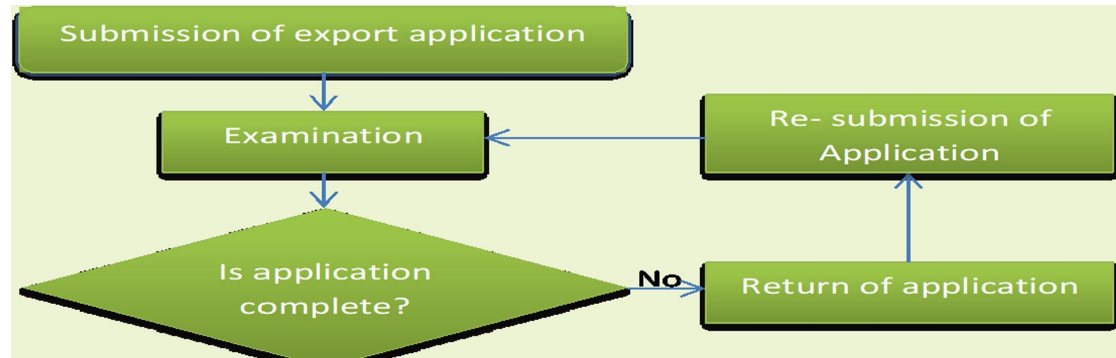 Submission of export application
Examination
Re- submission of
Application
Is application
complete?
No
Return of application